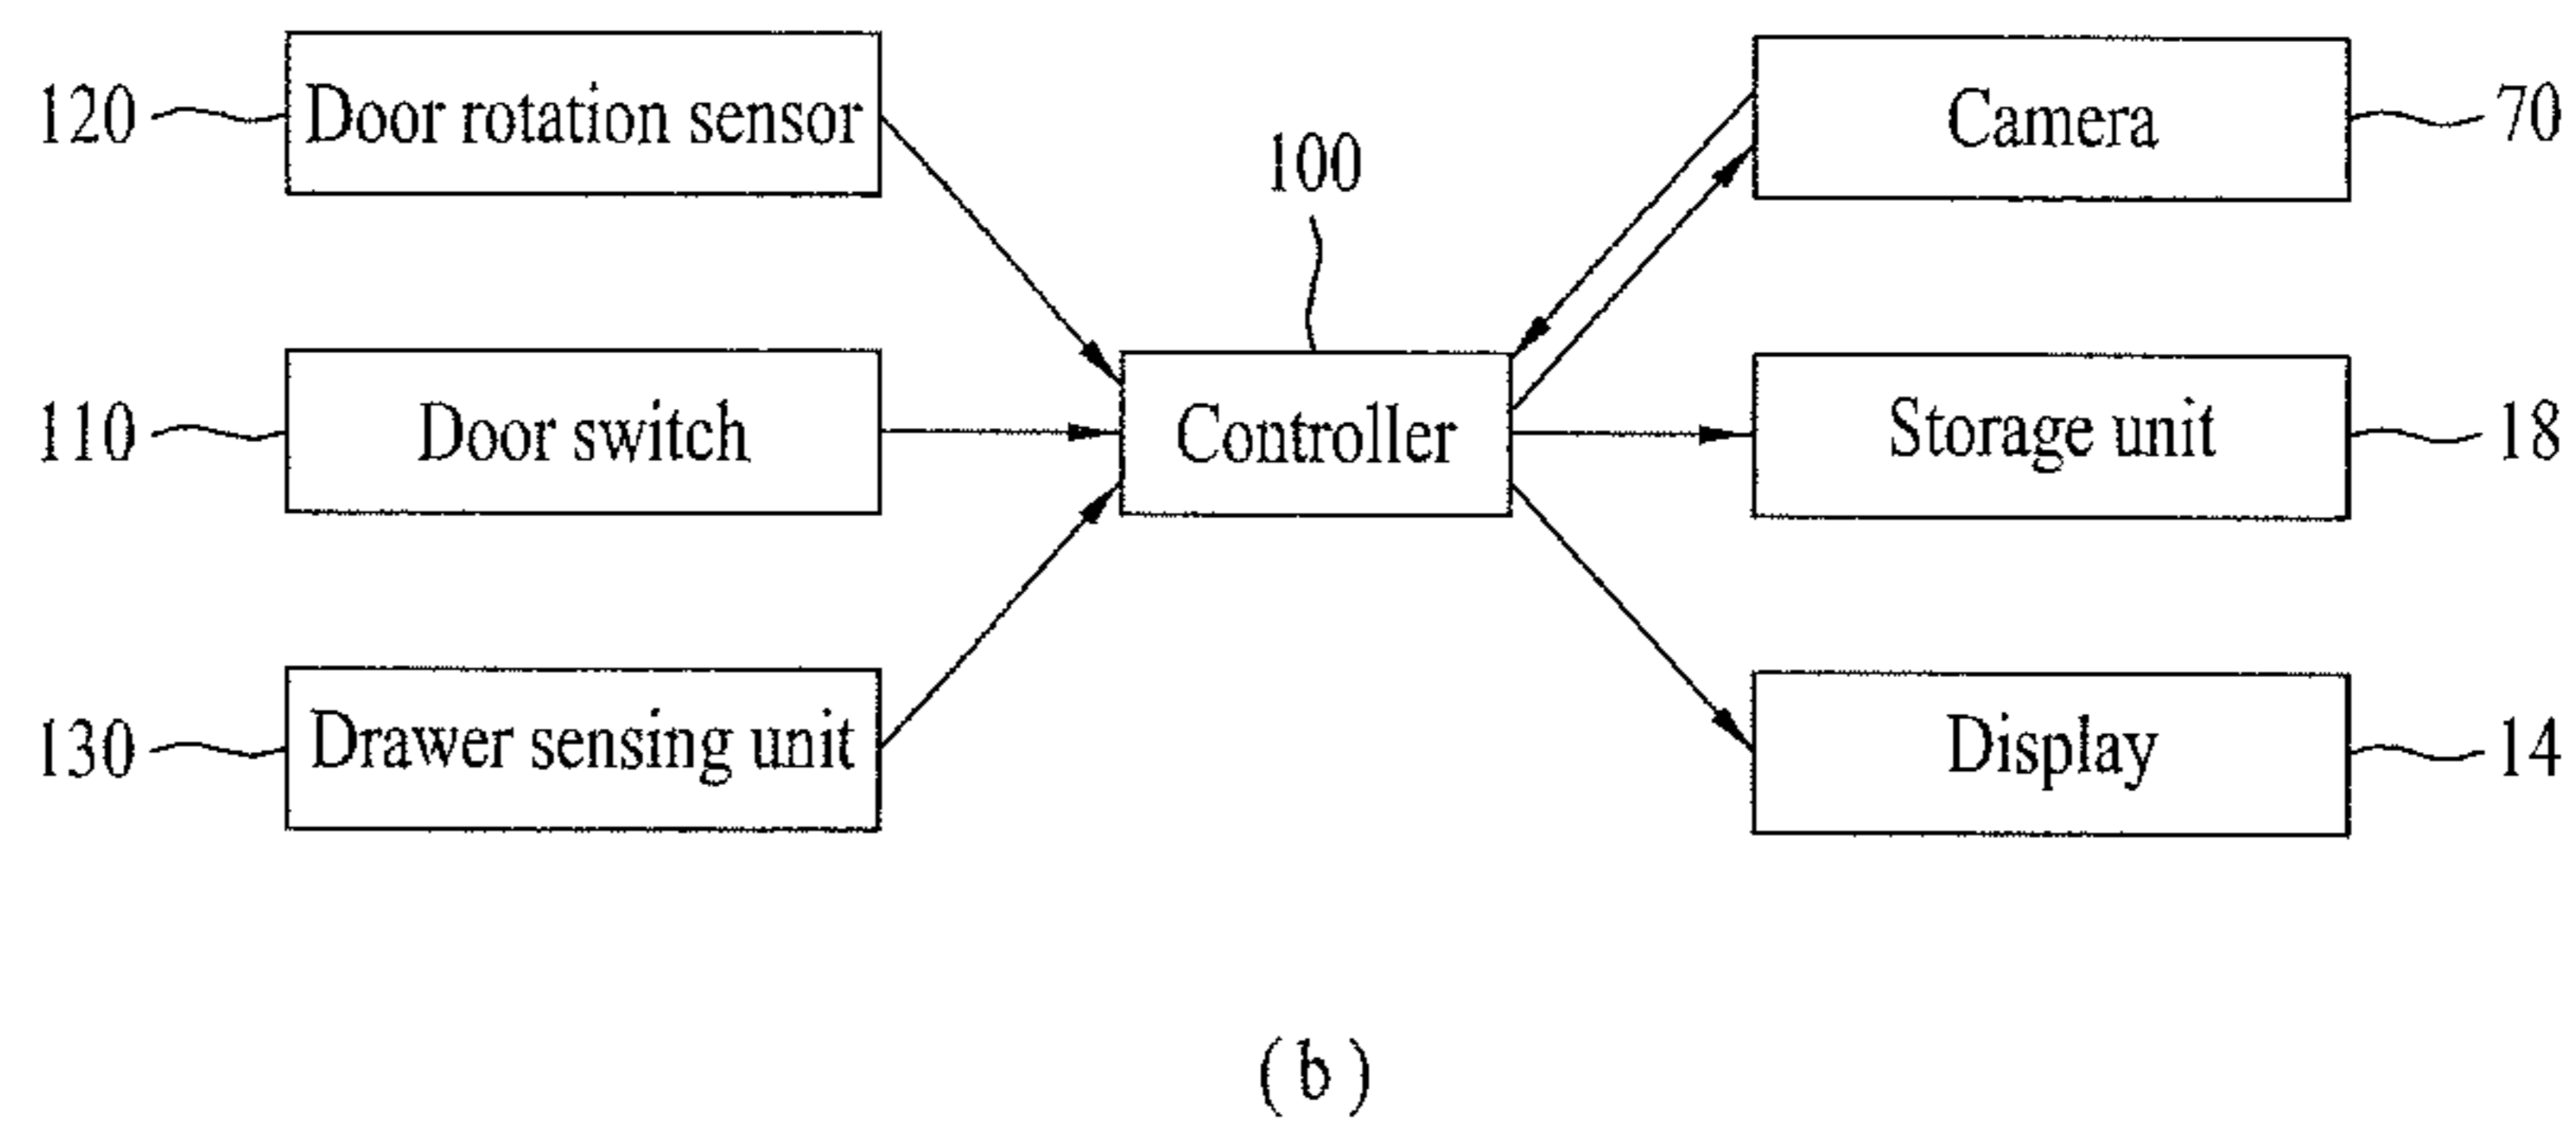 120 Door rotation sensor
Camera 70
100
110 Door switch
Controller
Storage unit 18
130 Drawer sensing unit
Display 14
( b )